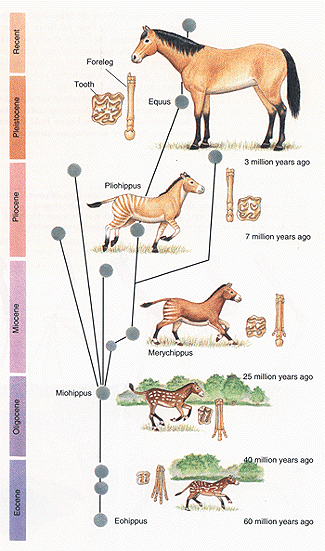 Recent
Foreleg
Tooth
Equus
Pleistocene
3 million years ago
Pliohippus
Pliocene
7 million years ago
Miocene
Merychippus
25 million years ago
Miohippus
Oligocene
40 million years ago
Eocene
Eohippus
60 million years ago